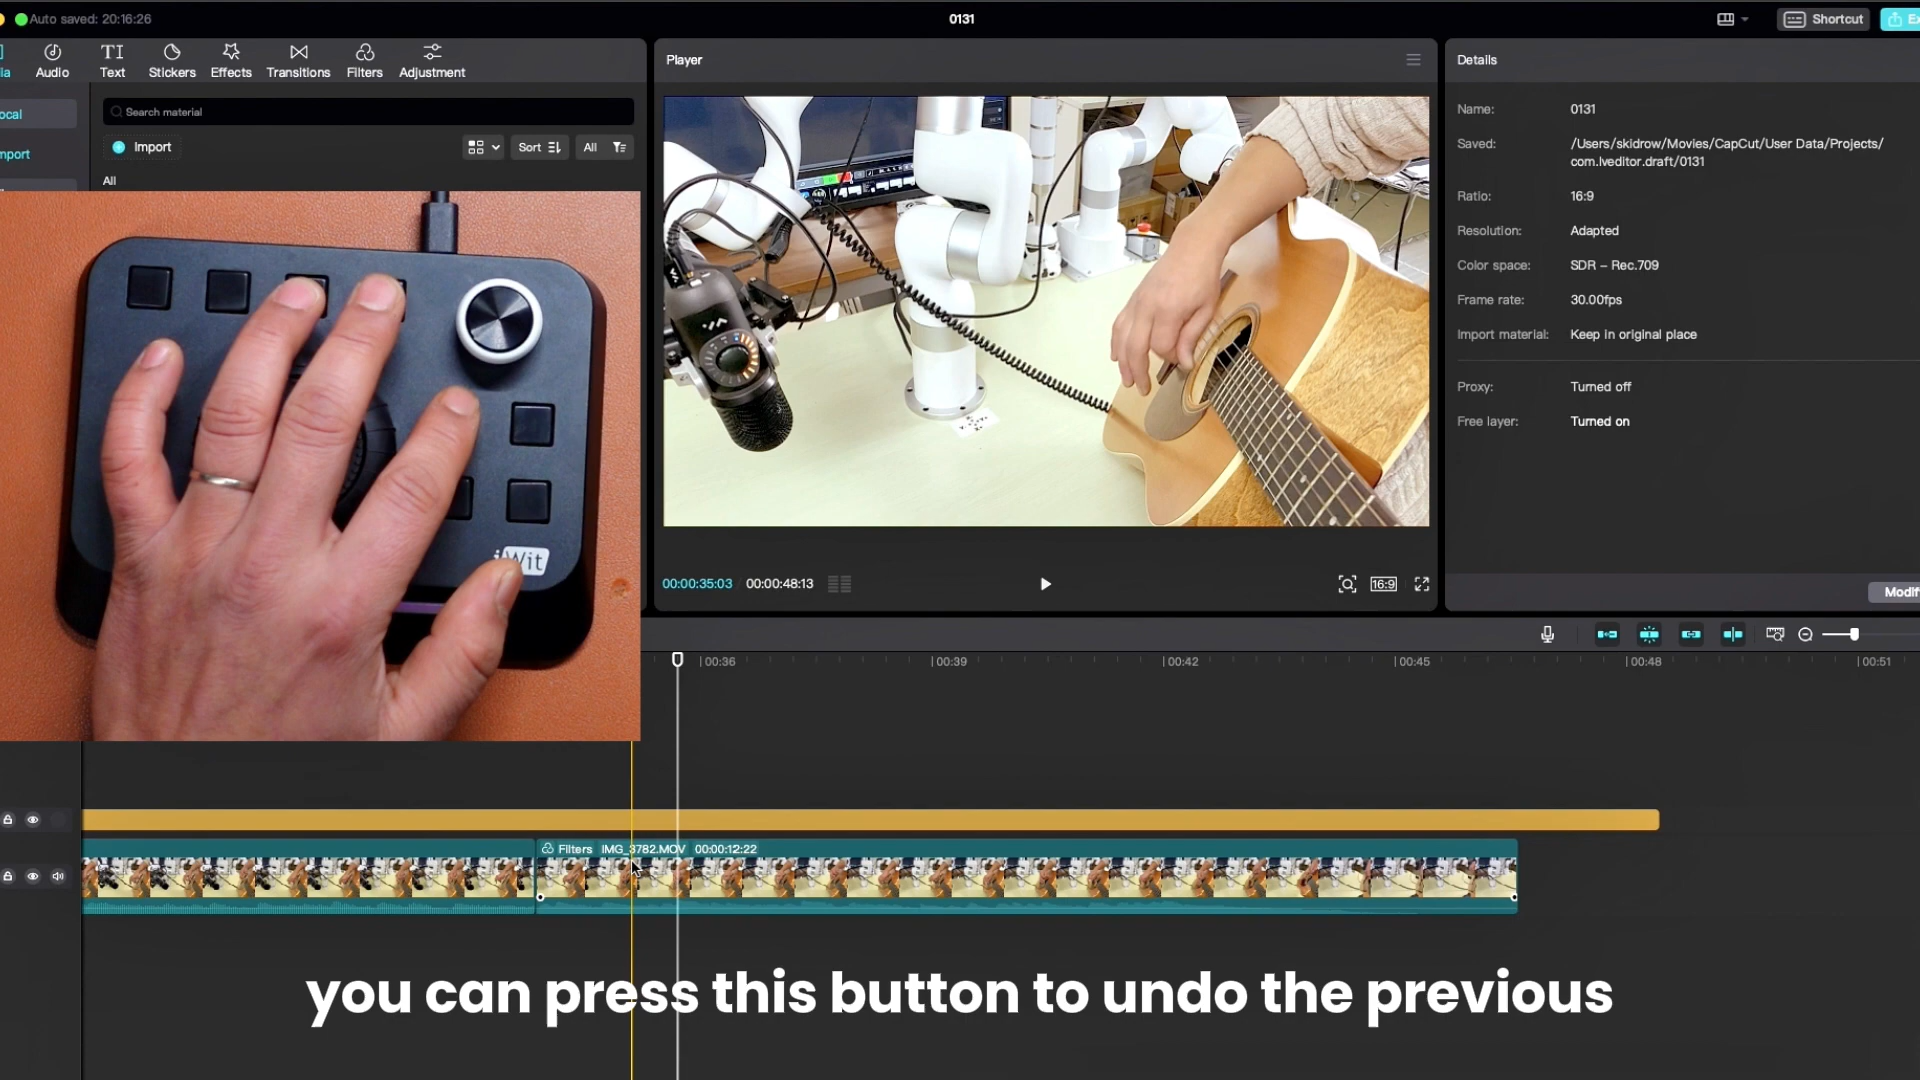 Auto saved: 20:16:26
0131
Shortcut
Audio
Text
Stickers
Effects
Transitions
Filters
Adjustment
Player
Details
Search material
Import
Sort
All
All
Name: 0131
Saved: /Users/skidrow/Movies/CapCut/User Data/Projects/
com.lveditor.draft/0131
Ratio: 16:9
Resolution: Adapted
Color space: SDR – Rec.709
Frame rate: 30.00fps
Import material: Keep in original place
Proxy: Turned off
Free layer: Turned on
00:00:35:03 00:00:48:13
16:9
00:36
00:39
00:42
00:45
00:48
00:51
Filters IMG_3782.MOV 00:00:12:22
you can press this button to undo the previous